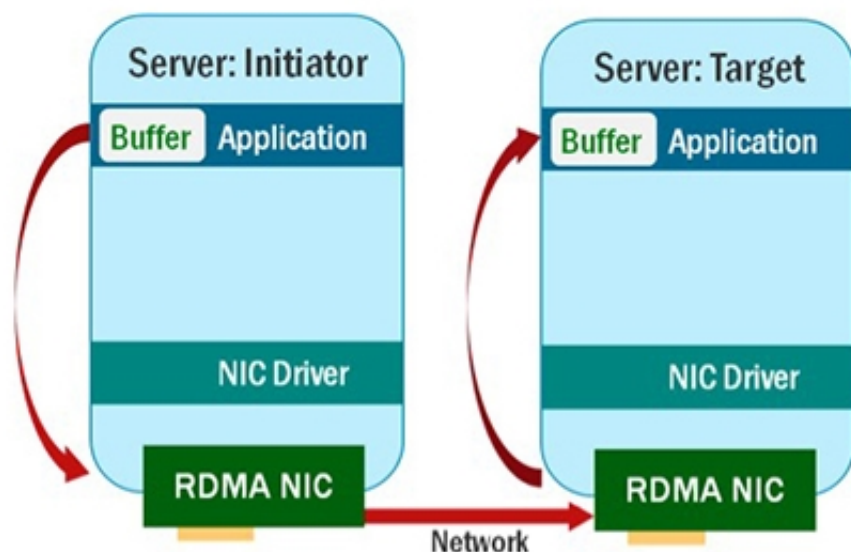 Server: Initiator
Buffer Application
NIC Driver
RDMA NIC
Network
Server: Target
Buffer Application
NIC Driver
RDMA NIC